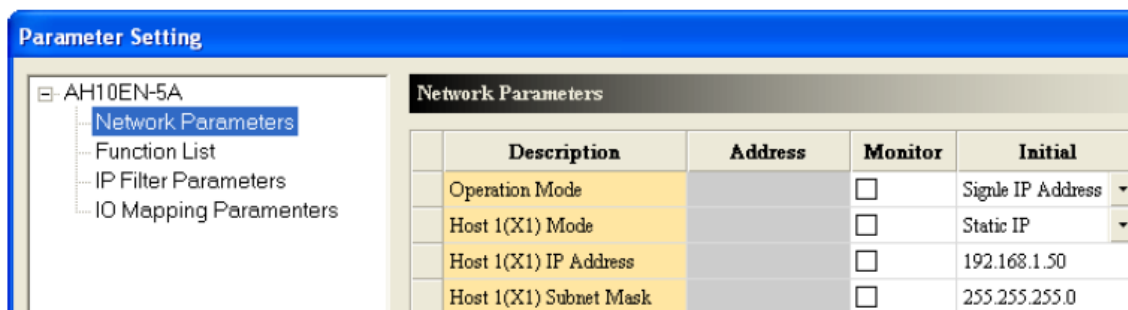 Parameter Setting
AH10EN-5A
Network Parameters
Function List
IP Filter Parameters
IO Mapping Paramenters
Network Parameters
Description Address Monitor Initial
Operation Mode Signle IP Address
Host 1(X1) Mode Static IP
Host 1(X1) IP Address 192.168.1.50
Host 1(X1) Subnet Mask 255.255.255.0